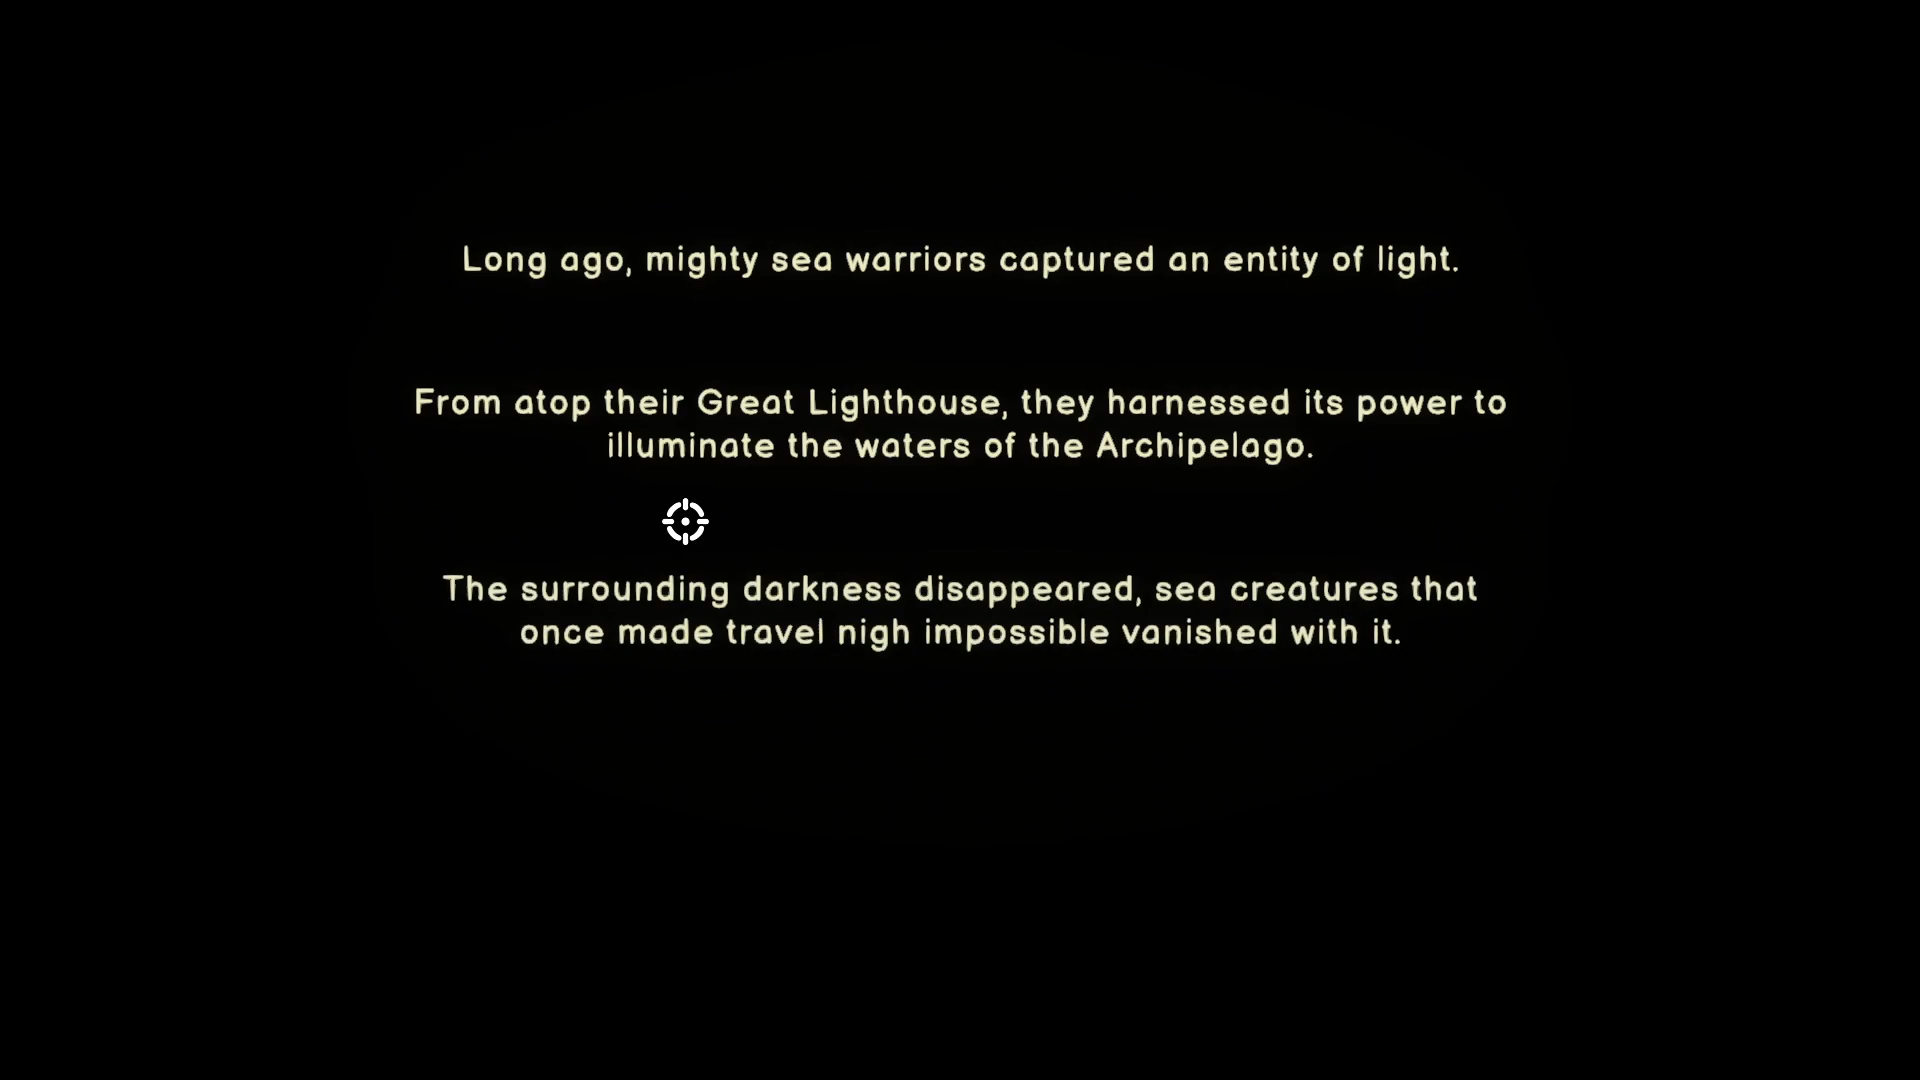 Long ago, mighty sea warriors captured an entity of light.
From atop their Great Lighthouse, they harnessed its power to
illuminate the waters of the Archipelago.
The surrounding darkness disappeared, sea creatures that
once made travel nigh impossible vanished with it.